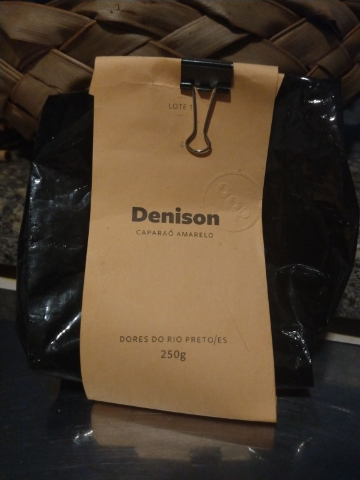 LOTE 1
Denison
CAPARAÓ AMARELO
DORES DO RIO PRETO/ES
250g